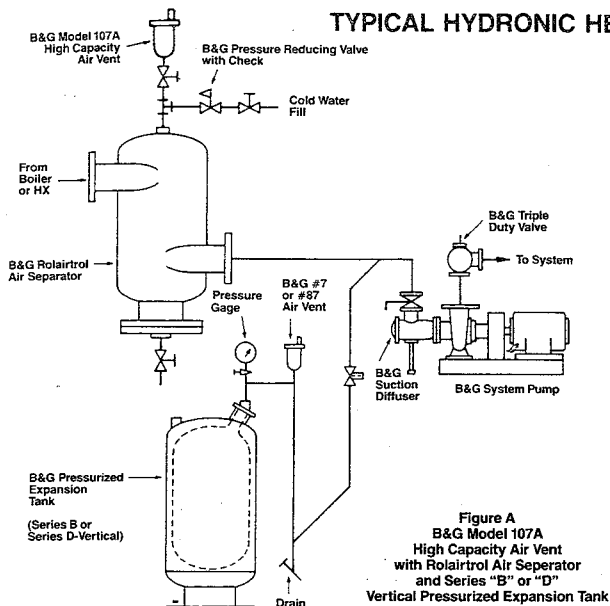 TYPICAL HYDRONIC HE
B&G Model 107A
High Capacity
Air Vent
B&G Pressure Reducing Valve
with Check
Cold Water
Fill
From
Boiler
or HX
B&G Triple
Duty Valve
To System
B&G Rolairtrol
Air Separator
Pressure
Gage
B&G #7
or #87
Air Vent
B&G
Suction
Diffuser
B&G System Pump
B&G Pressurized
Expansion
Tank
(Series B or
Series D-Vertical)
Drain
Figure A
B&G Model 107A
High Capacity Air Vent
with Rolairtrol Air Seperator
and Series "B" or "D"
Vertical Pressurized Expansion Tank